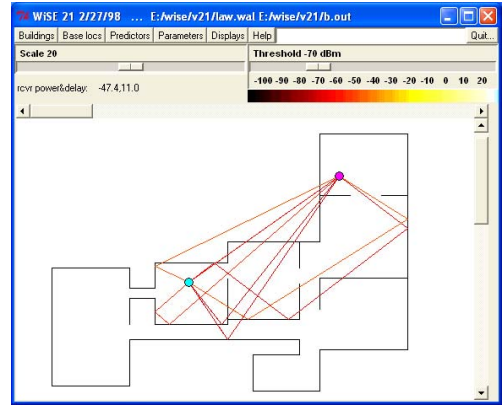 WiSE 21 2/27/98 ... E:/wise/v21/law.wal E:/wise/v21/b.out
Buildings Base locs Predictors Parameters Displays Help Quit...
Scale 20
Threshold -70 dBm
rcvr power&delay: -47.4,11.0
-100 -90 -80 -70 -60 -50 -40 -30 -20 -10 0 10 20